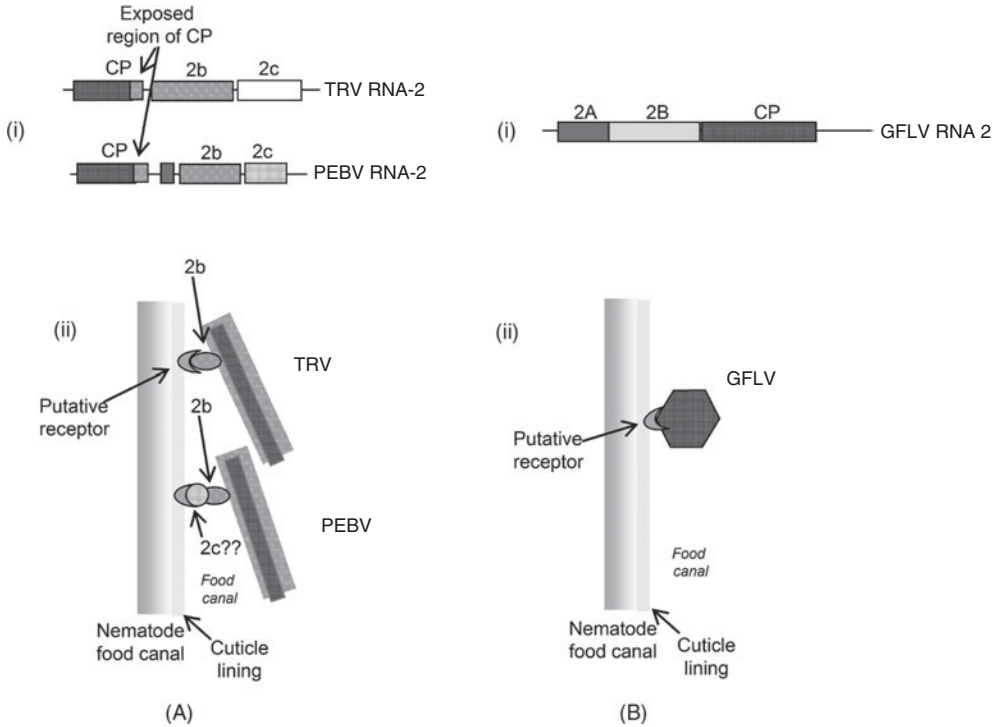 Exposed
region of CP
CP
2b
2c
TRV RNA-2
(i)
CP
2b
2c
PEBV RNA-2
(i)
2A
2B
CP
GFLV RNA 2
(ii)
2b
TRV
Putative
receptor
2b
PEBV
2c??
Food
canal
Nematode
food canal
Cuticle
lining
(A)
(ii)
GFLV
Putative
receptor
Food
canal
Nematode
food canal
Cuticle
lining
(B)